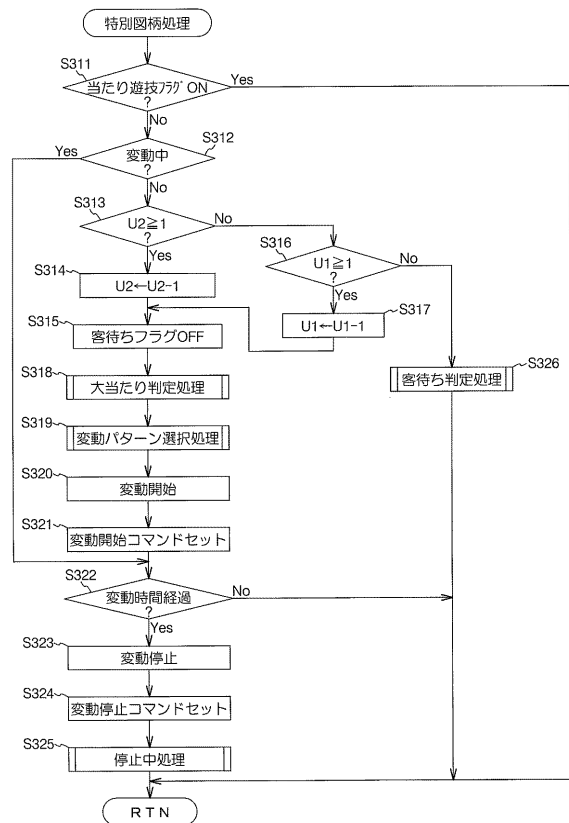 特別図柄処理
S311
当たり遊技フラグON
?
Yes
No
S312
変動中
?
Yes
No
S313
U2≧1
?
No
Yes
S316
U1≧1
?
No
Yes
S314
U2←U2-1
S317
U1←U1-1
S315
客待ちフラグOFF
S326
客待ち判定処理
S318
大当たり判定処理
S319
変動パターン選択処理
S320
変動開始
S321
変動開始コマンドセット
S322
変動時間経過
?
No
Yes
S323
変動停止
S324
変動停止コマンドセット
S325
停止中処理
RTN